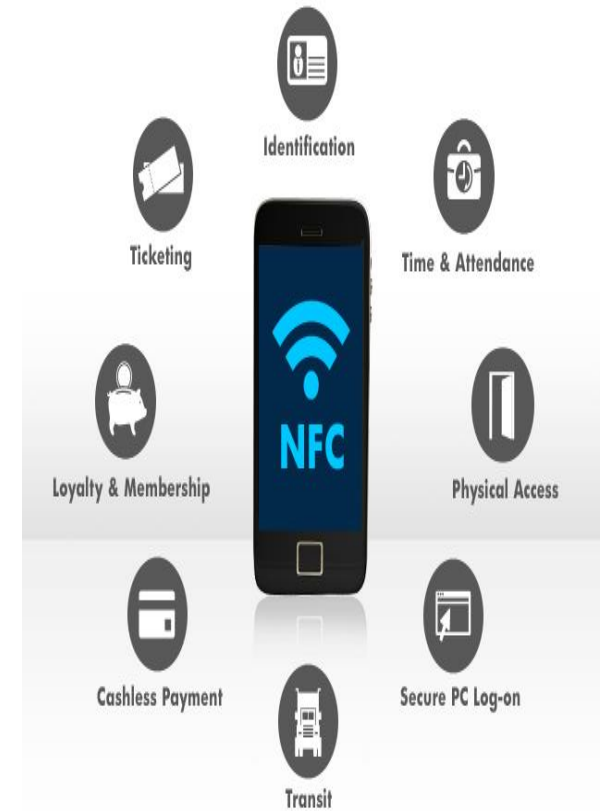 Identification
Ticketing
Time & Attendance
NFC
Loyalty & Membership
Physical Access
Cashless Payment
Secure PC Log-on
Transit